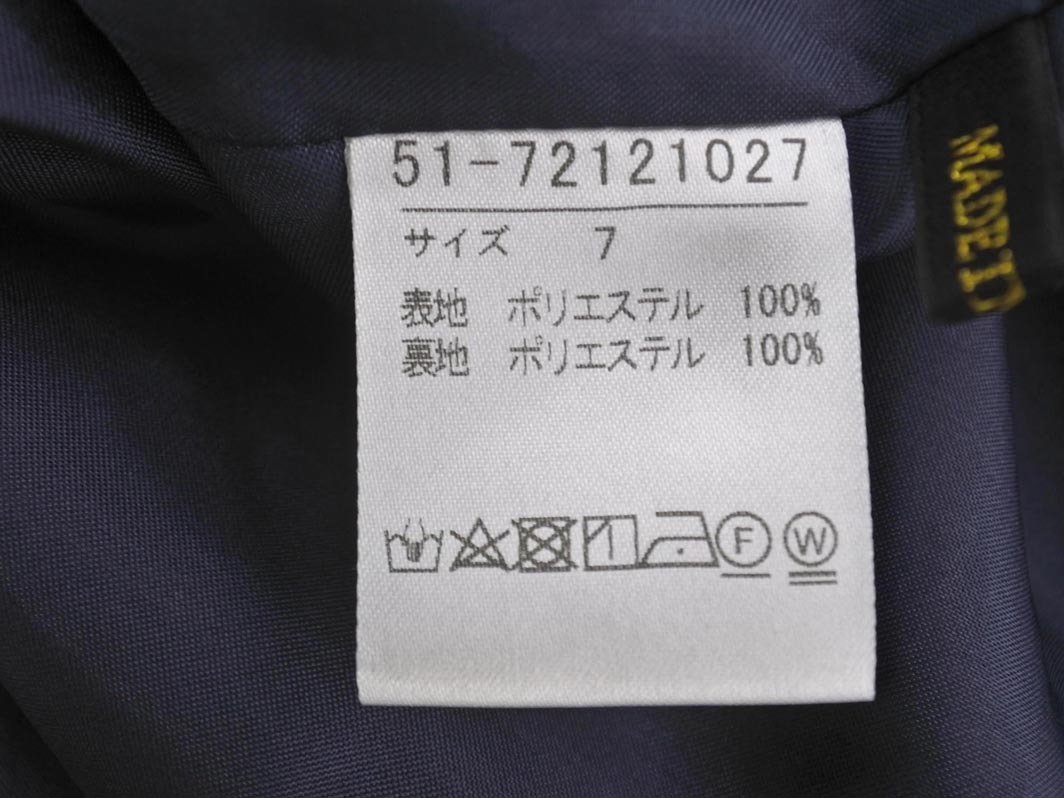 51-72121027
サイズ 7
表地 ポリエステル 100%
裏地 ポリエステル 100%
F W
MADE